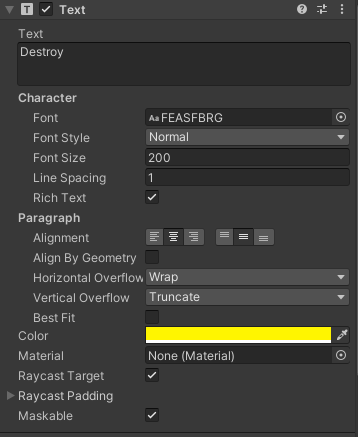 Text
Text
Destroy
Character
Font
Aa FEASFBRG
Font Style
Normal
Font Size
200
Line Spacing
1
Rich Text
Paragraph
Alignment
Align By Geometry
Horizontal Overflow
Wrap
Vertical Overflow
Truncate
Best Fit
Color
Material
None (Material)
Raycast Target
Raycast Padding
Maskable